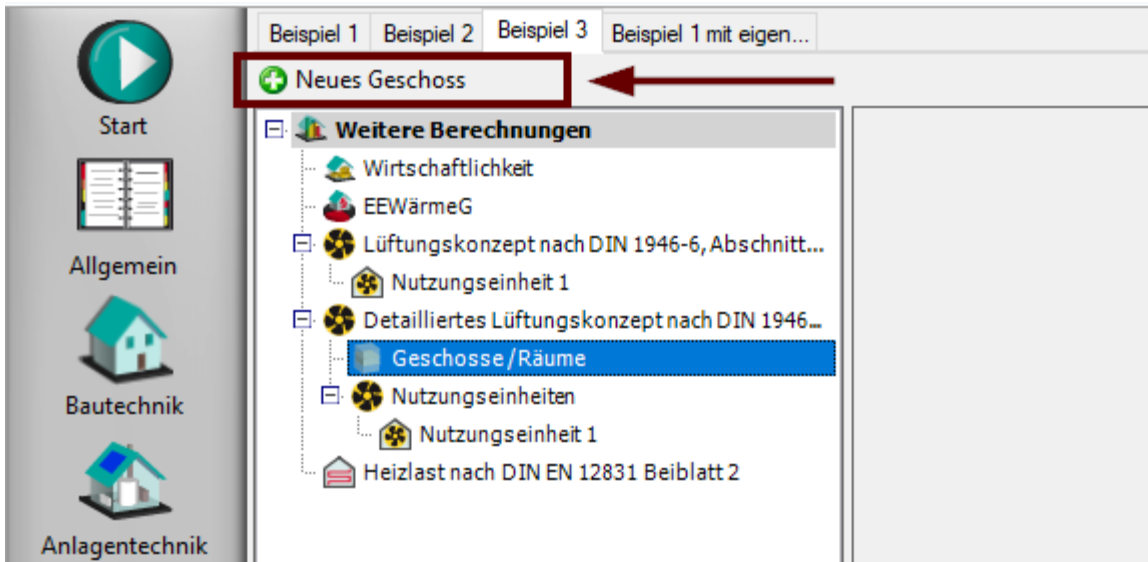 Beispiel 1 Beispiel 2 Beispiel 3 Beispiel 1 mit eigen...
Neues Geschoss
Start
Allgemein
Bautechnik
Anlagentechnik
Weitere Berechnungen
Wirtschaftlichkeit
EEWärmeG
Lüftungskonzept nach DIN 1946-6, Abschnitt...
Nutzungseinheit 1
Detailliertes Lüftungskonzept nach DIN 1946...
Geschosse/Räume
Nutzungseinheiten
Nutzungseinheit 1
Heizlast nach DIN EN 12831 Beiblatt 2